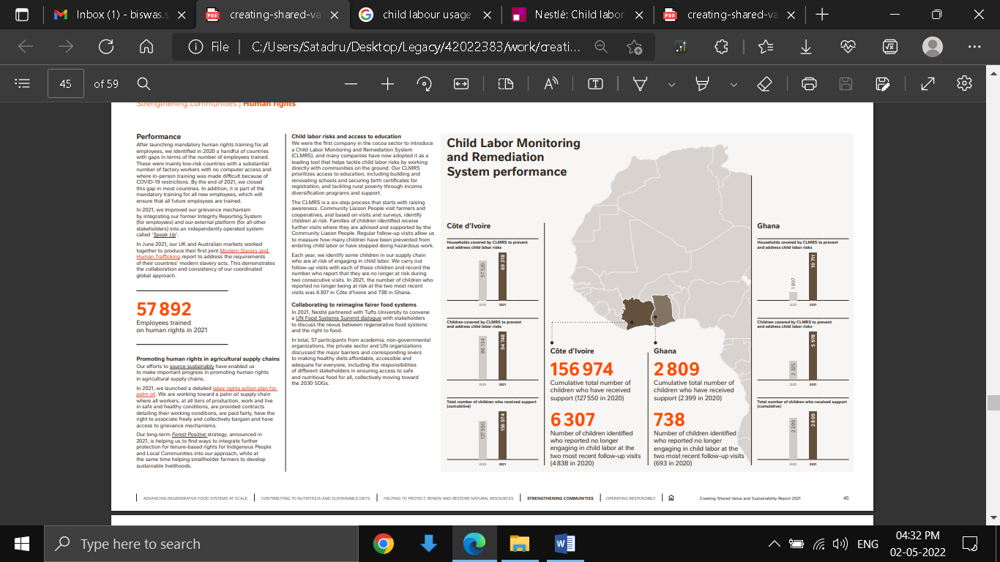 Inbox (1) - biswas.s
creating-shared-va
child labour usage
Nestlé: Child labor
creating-shared-va
File
C:/Users/Satadru/Desktop/Legacy/42022383/work/creati...
45
of 59
Strengthening communities | Human rights
Performance
After launching mandatory human rights training for all
employees, we identified in 2020 a handful of countries
with gaps in terms of the number of employees trained.
These were mainly low-risk countries with a substantial
number of factory workers with no computer access and
where in-person training was made difficult because of
COVID-19 restrictions. By the end of 2021, we closed
this gap in most countries. In addition, it is part of the
mandatory training for all new employees, which will
ensure that all future employees are trained.
In 2021, we improved our grievance mechanism
by integrating our former Integrity Reporting System
(for employees) and our external platform (for all other
stakeholders) into an independently operated system
called 'Speak Up'.
In June 2021, our UK and Australian markets worked
together to produce their first joint Modern Slavery and
Human Trafficking report to address the requirements
of their countries' modern slavery acts. This demonstrates
the collaboration and consistency of our coordinated
global approach.
57 892
Employees trained
on human rights in 2021
Promoting human rights in agricultural supply chains
Our efforts to source sustainably have enabled us
to make important progress in promoting human rights
in agricultural supply chains.
In 2021, we launched a detailed labor rights action plan for
palm oil. We are working toward a palm oil supply chain
where all workers, at all tiers of production, work and live
in safe and healthy conditions, are provided contracts
detailing their working conditions, are paid fairly, have the
right to associate freely and collectively bargain and have
access to grievance mechanisms.
Our long-term Forest Positive strategy, announced in
2021, is helping us to find ways to integrate further
protection for tenure-based rights for Indigenous People
and Local Communities into our approach, while at
the same time helping smallholder farmers to develop
sustainable livelihoods.
Child labor risks and access to education
We were the first company in the cocoa sector to introduce
a Child Labor Monitoring and Remediation System
(CLMRS), and many companies have now adopted it as a
leading tool that helps tackle child labor risks by working
directly with communities on the ground. Our CLMRS
prioritizes access to education, including building and
renovating schools and securing birth certificates for
registration, and tackling rural poverty through income
diversification programs and support.
The CLMRS is a six-step process that starts with raising
awareness. Community Liaison People visit farmers and
cooperatives, and based on visits and surveys, identify
children at risk. Families of children identified receive
further visits where they are advised and supported by the
Community Liason People. Regular follow-up visits allow us
to measure how many children have been prevented from
entering child labor or have stopped doing hazardous work.
Each year, we identify some children in our supply chain
who are at risk of engaging in child labor. We carry out
follow-up visits with each of these children and record the
number who report that they are no longer at risk during
two consecutive visits. In 2021, the number of children who
reported no longer being at risk at the two most recent
visits was 6 307 in Côte d'Ivoire and 738 in Ghana.
Collaborating to reimagine fairer food systems
In 2021, Nestlé partnered with Tufts University to convene
a UN Food Systems Summit dialogue with stakeholders
to discuss the nexus between regenerative food systems
and the right to food.
In total, 57 participants from academia, non-governmental
organizations, the private sector and UN organizations
discussed the major barriers and corresponding levers
to making healthy diets affordable, accessible and
adequate for everyone, including the responsibilities
of different stakeholders in ensuring access to safe
and nutritious food for all, collectively moving toward
the 2030 SDGs.
Child Labor Monitoring
and Remediation
System performance
Côte d'Ivoire
Households covered by CLMRS to prevent
and address child labor risks
57 525
69 318
2020
2021
Children covered by CLMRS to prevent
and address child labor risks
86 134
94 748
2020
2021
Total number of children who received support
(cumulative)
127 550
156 974
2020
2021
Côte d'Ivoire
156 974
Cumulative total number of
children who have received
support (127 550 in 2020)
6 307
Number of children identified
who reported no longer
engaging in child labor at the
two most recent follow-up visits
(4 838 in 2020)
Ghana
2 809
Cumulative total number of
children who have received
support (2 399 in 2020)
738
Number of children identified
who reported no longer
engaging in child labor at the
two most recent follow-up visits
(693 in 2020)
Ghana
Households covered by CLMRS to prevent
and address child labor risks
1 897
10 711
2020
2021
Children covered by CLMRS to prevent
and address child labor risks
2 325
5 978
2020
2021
Total number of children who received support
(cumulative)
2 399
2 809
2020
2021
ADVANCING REGENERATIVE FOOD SYSTEMS AT SCALE
CONTRIBUTING TO NUTRITIOUS AND SUSTAINABLE DIETS
HELPING TO PROTECT, RENEW AND RESTORE NATURAL RESOURCES
STRENGTHENING COMMUNITIES
OPERATING RESPONSIBLY
Creating Shared Value and Sustainability Report 2021
45
Type here to search
ENG
04:32 PM
02-05-2022